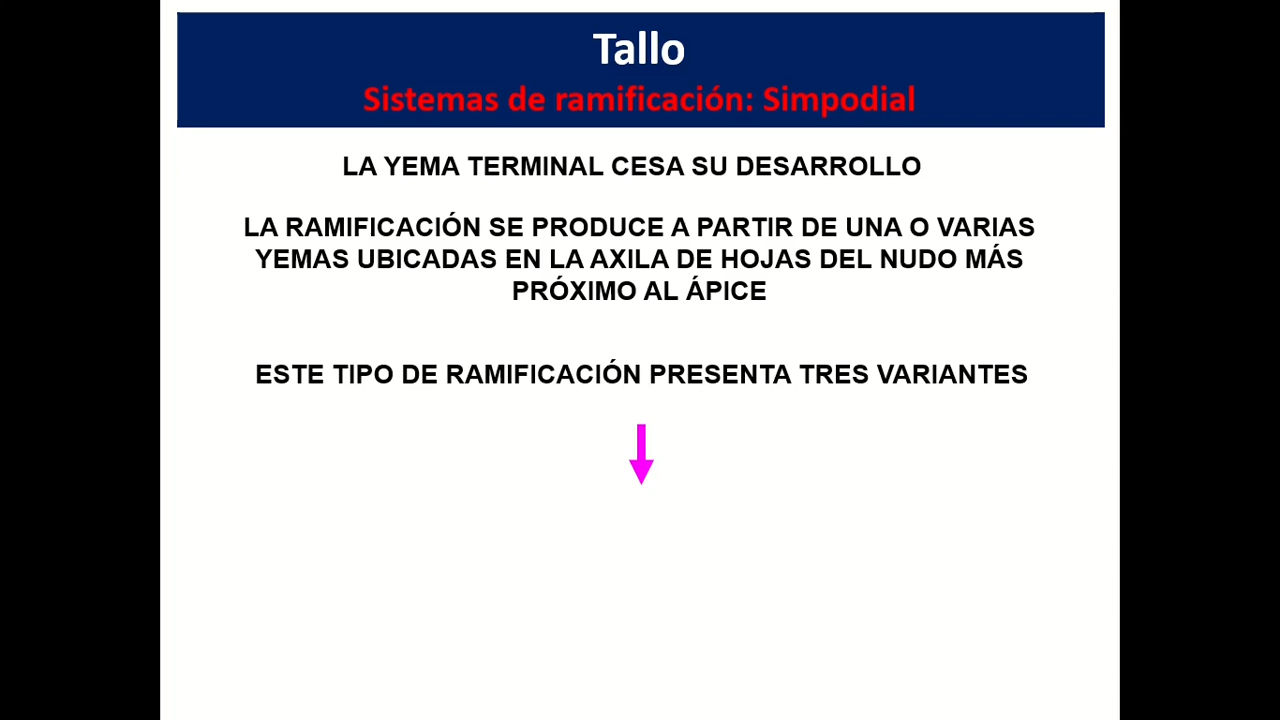 Tallo
Sistemas de ramificación: Simpodial
LA YEMA TERMINAL CESA SU DESARROLLO
LA RAMIFICACIÓN SE PRODUCE A PARTIR DE UNA O VARIAS
YEMAS UBICADAS EN LA AXILA DE HOJAS DEL NUDO MÁS
PRÓXIMO AL ÁPICE
ESTE TIPO DE RAMIFICACIÓN PRESENTA TRES VARIANTES